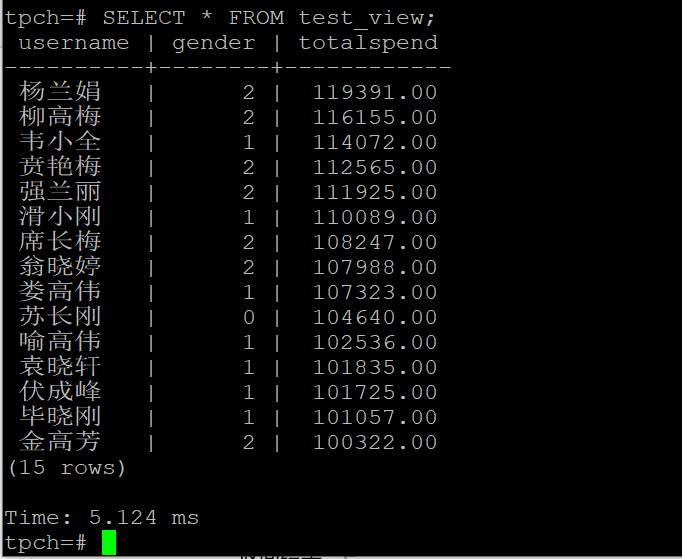 tpch=# SELECT * FROM test_view;
 username | gender | totalspend
----------+--------+------------
 杨兰娟   |      2 |  119391.00
 柳高梅   |      2 |  116155.00
 韦小全   |      1 |  114072.00
 贲艳梅   |      2 |  112565.00
 强兰丽   |      2 |  111925.00
 滑小刚   |      1 |  110089.00
 席长梅   |      2 |  108247.00
 翁晓婷   |      2 |  107988.00
 娄高伟   |      1 |  107323.00
 苏长刚   |      0 |  104640.00
 喻高伟   |      1 |  102536.00
 袁晓轩   |      1 |  101835.00
 伏成峰   |      1 |  101725.00
 毕晓刚   |      1 |  101057.00
 金高芳   |      2 |  100322.00
(15 rows)
Time: 5.124 ms
tpch=#